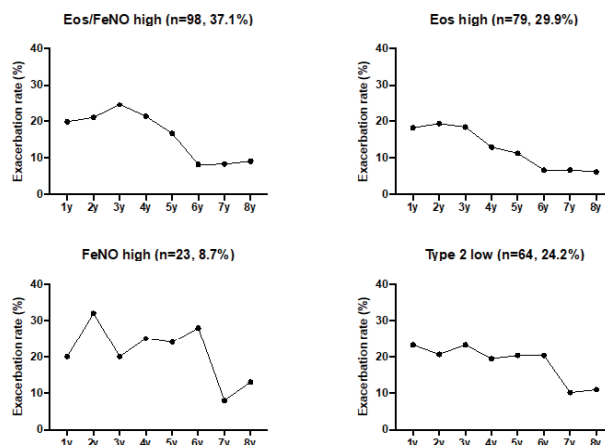 Eos/FeNO high (n=98, 37.1%)
Exacerbation rate (%)
40
30
20
10
0
1y 2y 3y 4y 5y 6y 7y 8y
Eos high (n=79, 29.9%)
Exacerbation rate (%)
40
30
20
10
0
1y 2y 3y 4y 5y 6y 7y 8y
FeNO high (n=23, 8.7%)
Exacerbation rate (%)
40
30
20
10
0
1y 2y 3y 4y 5y 6y 7y 8y
Type 2 low (n=64, 24.2%)
Exacerbation rate (%)
40
30
20
10
0
1y 2y 3y 4y 5y 6y 7y 8y